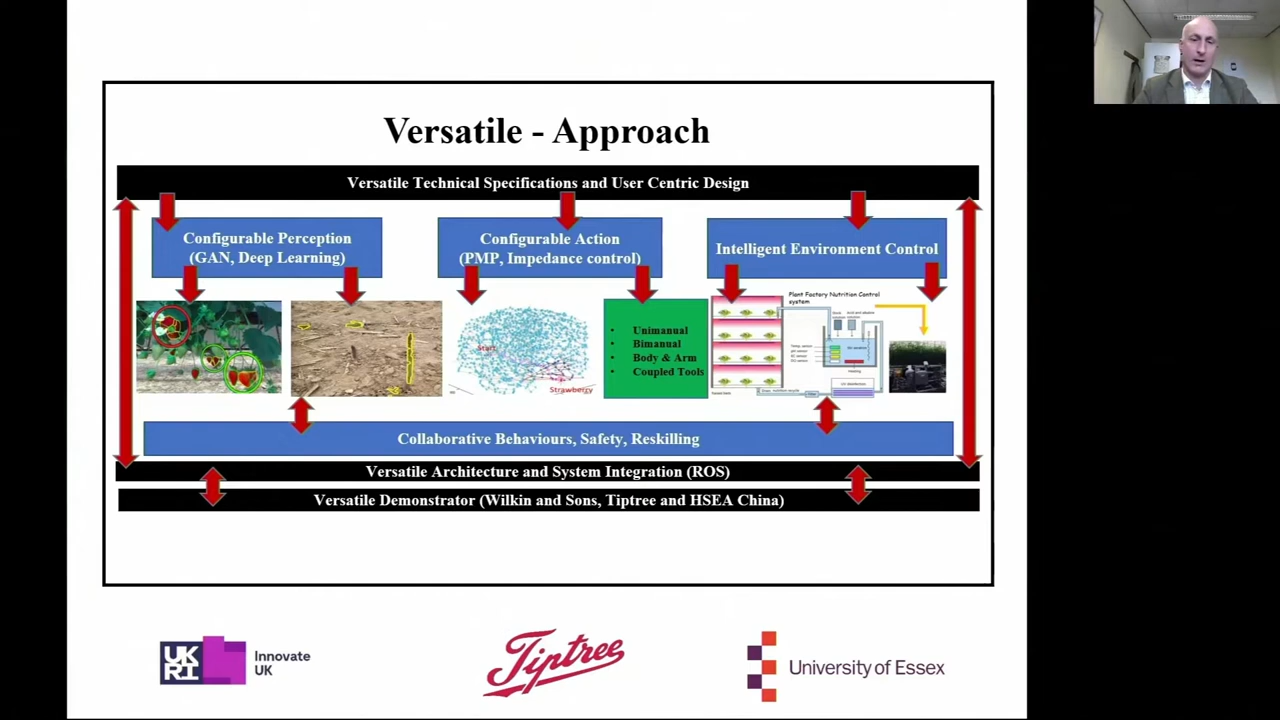 Versatile - Approach
Versatile Technical Specifications and User Centric Design
Configurable Perception
(GAN, Deep Learning)
Configurable Action
(PMP, Impedance control)
Intelligent Environment Control
Start
Strawberry
• Unimanual
• Bimanual
• Body & Arm
• Coupled Tools
Plant Factory Nutrition Control
system
Collaborative Behaviours, Safety, Reskilling
Versatile Architecture and System Integration (ROS)
Versatile Demonstrator (Wilkin and Sons, Tiptree and HSEA China)
UK
RI
Innovate
UK
Tiptree
University of Essex